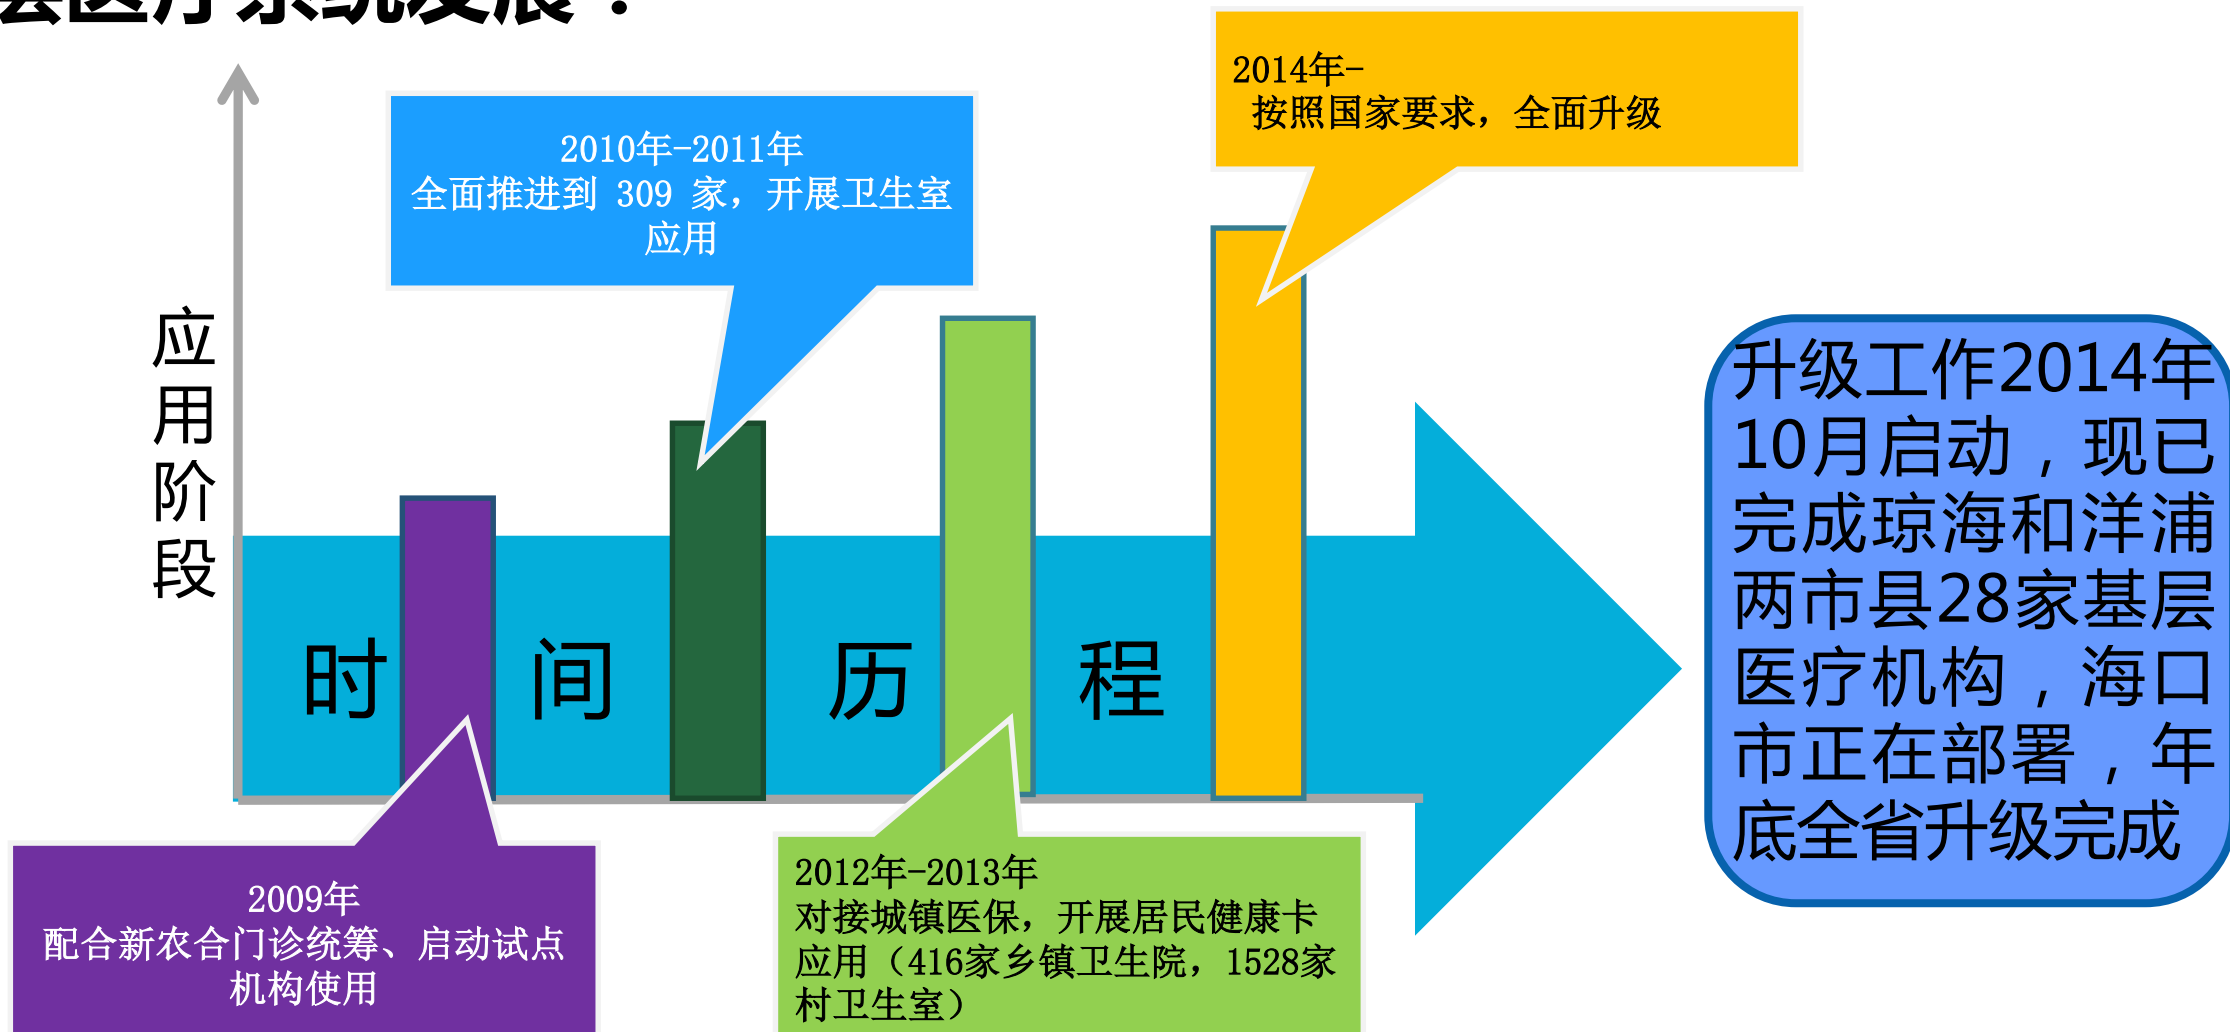 医疗系统发展：
2014年-
按照国家要求，全面升级
2010年-2011年
全面推进到 309 家，开展卫生室
应用
应用阶段
时间历程
升级工作2014年
10月启动，现已
完成琼海和洋浦
两市县28家基层
医疗机构，海口
市正在部署，年
底全省升级完成
2009年
配合新农合门诊统筹、启动试点
机构使用
2012年-2013年
对接城镇医保，开展居民健康卡
应用（416家乡镇卫生院，1528家
村卫生室）